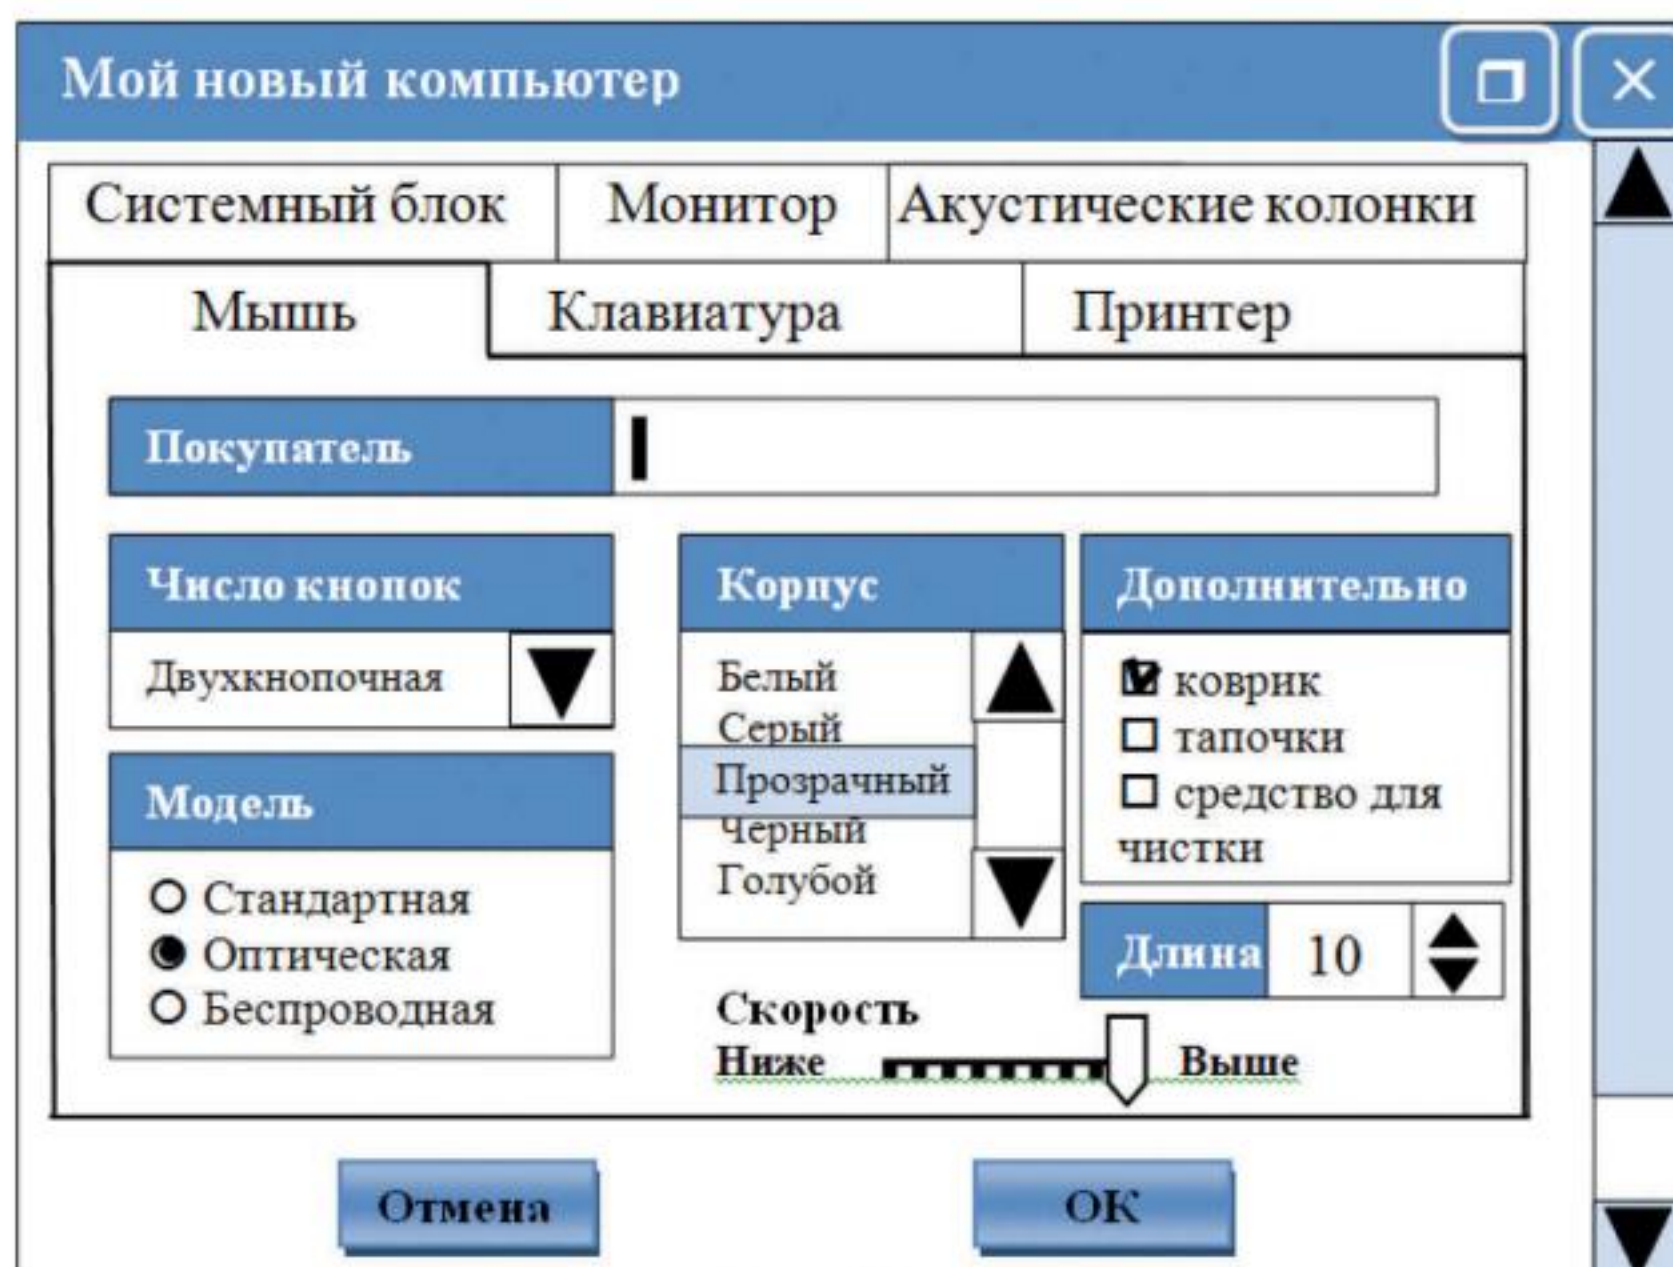 Мой новый компьютер
Системный блок Монитор Акустические колонки
Мышь Клавиатура Принтер
Покупатель
Число кнопок
Двухкнопочная
Модель
Стандартная
Оптическая
Беспроводная
Корпус
Белый
Серый
Прозрачный
Черный
Голубой
Дополнительно
коврик
тапочки
средство для
чистки
Длина 10
Скорость
Ниже Выше
Отмена ОК